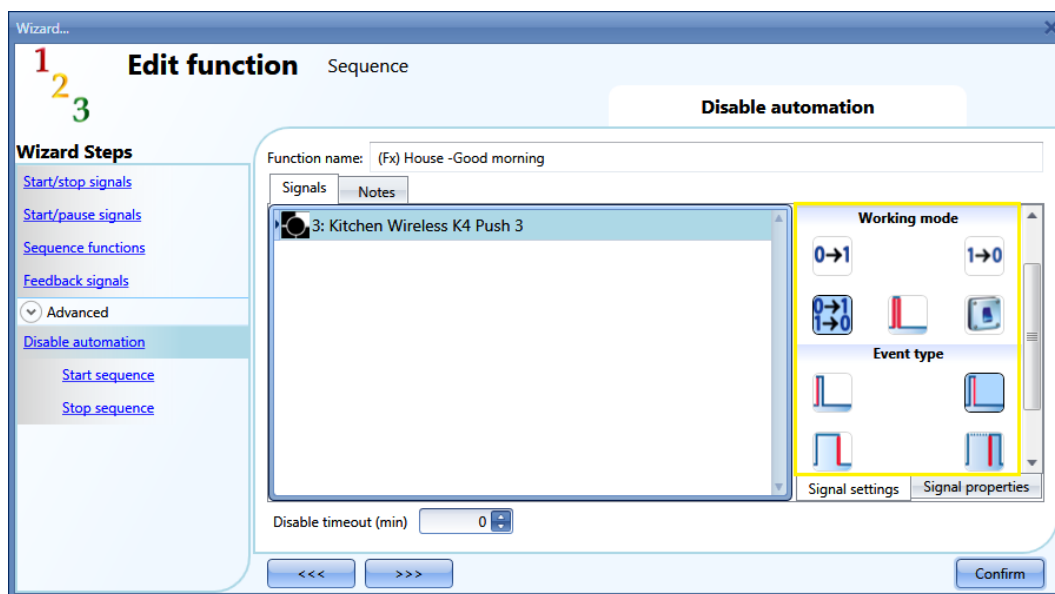 Wizard...
1
2
3
Edit function Sequence
Disable automation
Wizard Steps
Start/stop signals
Start/pause signals
Sequence functions
Feedback signals
Advanced
Disable automation
Start sequence
Stop sequence
Function name: (Fx) House -Good morning
Signals Notes
3: Kitchen Wireless K4 Push 3
Working mode
0→1 1→0
0→1
1→0
Event type
Signal settings Signal properties
Disable timeout (min) 0
<<< >>> Confirm